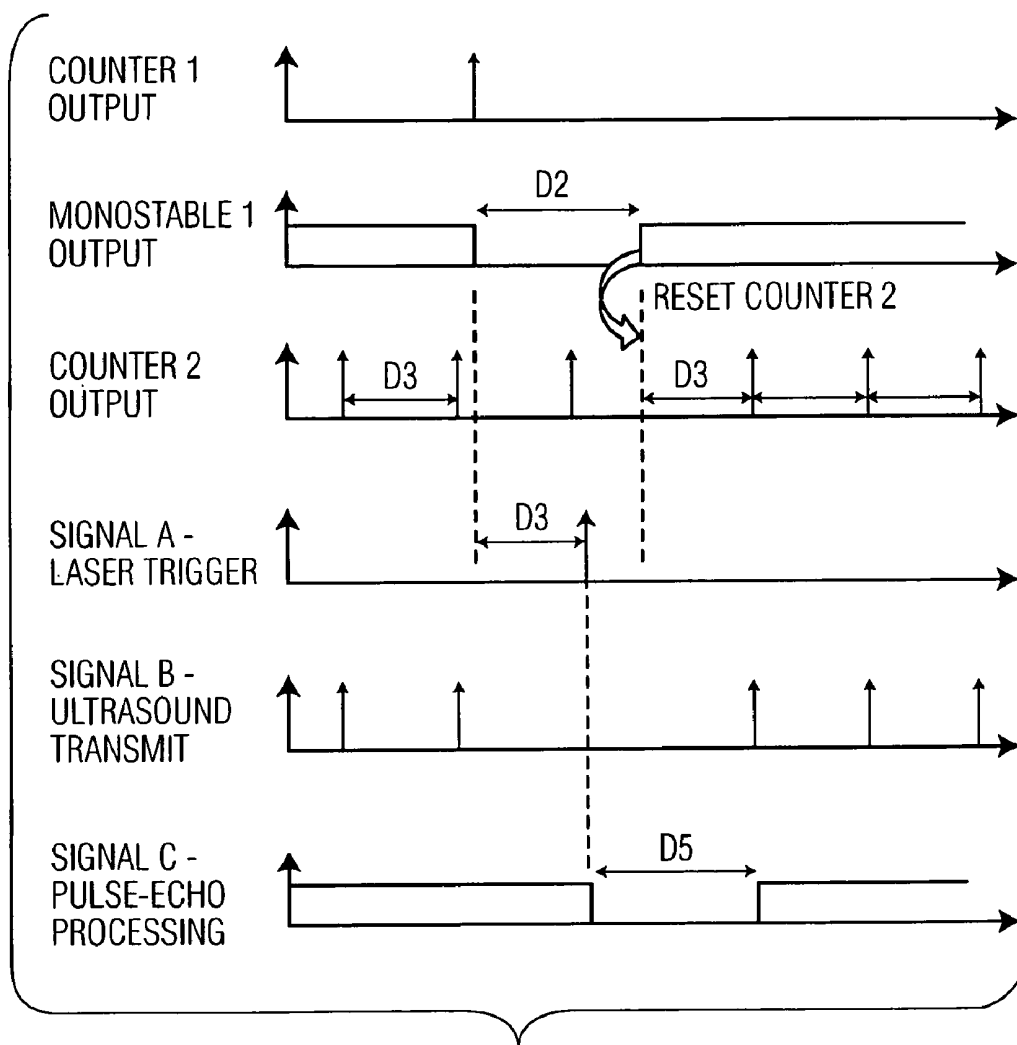 COUNTER 1
OUTPUT
MONOSTABLE 1
OUTPUT
D2
RESET COUNTER 2
COUNTER 2
OUTPUT
D3
D3
SIGNAL A -
LASER TRIGGER
D3
SIGNAL B -
ULTRASOUND
TRANSMIT
SIGNAL C -
PULSE-ECHO
PROCESSING
D5